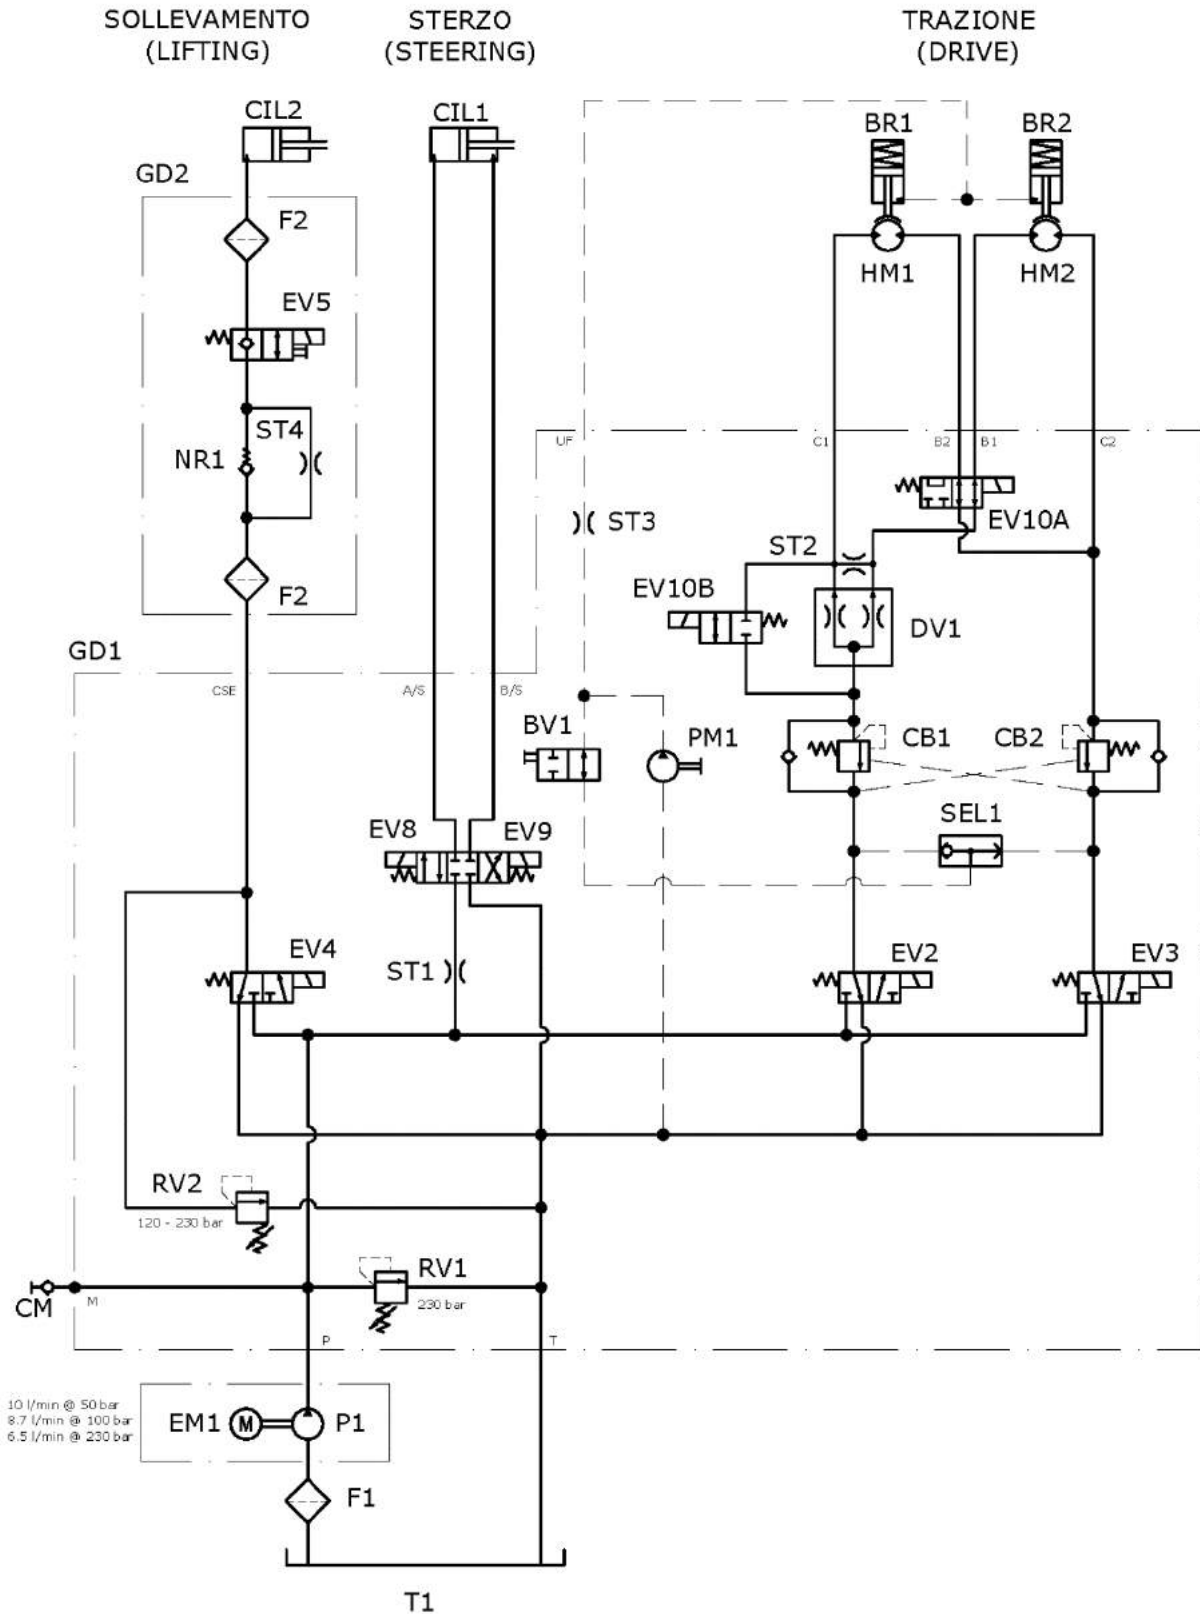 SOLLEVAMENTO
(LIFTING)
STERZO
(STEERING)
TRAZIONE
(DRIVE)
CIL2
CIL1
BR1
BR2
GD2
F2
HM1
HM2
EV5
ST4
NR1
UF
C1
B2
B1
C2
ST3
EV10A
ST2
EV10B
F2
DV1
GD1
CSE
A/S
B/S
BV1
PM1
CB1
CB2
SEL1
EV8
EV9
EV4
ST1
EV2
EV3
RV2
120 - 230 bar
RV1
230 bar
CM
M
P
T
10 l/min @ 50 bar
8.7 l/min @ 100 bar
6.5 l/min @ 230 bar
EM1
M
P1
F1
T1